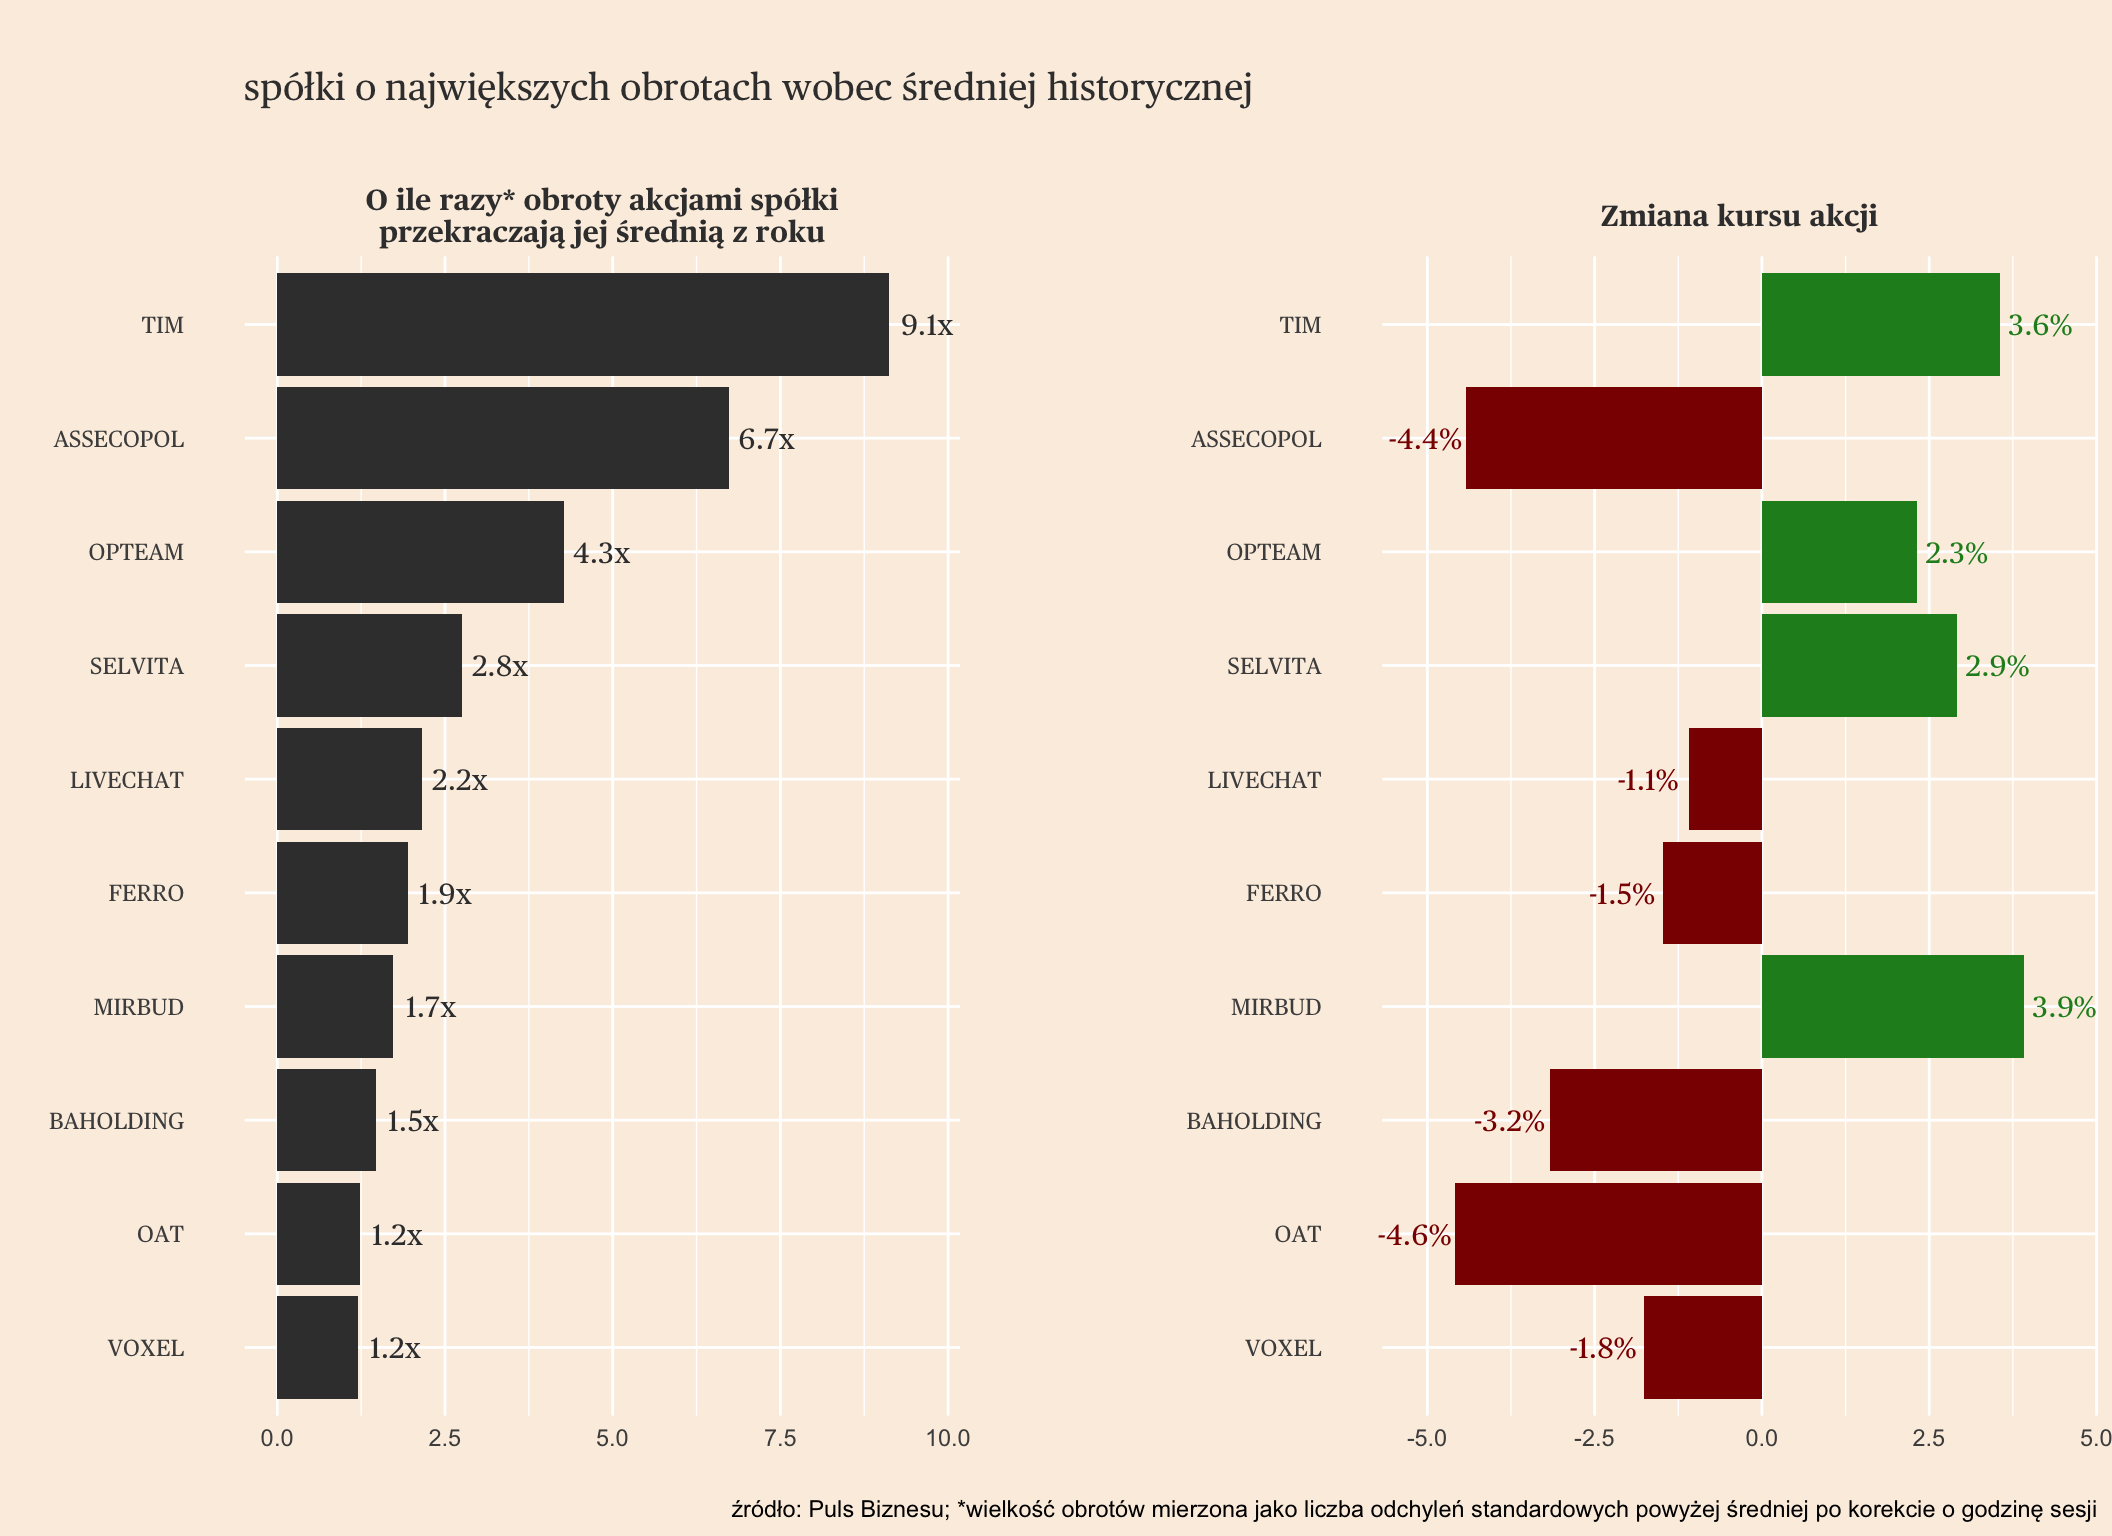 spółki o największych obrotach wobec średniej historycznej
O ile razy* obroty akcjami spółki
przekraczają jej średnią z roku
TIM
9.1x
ASSECOPOL
6.7x
OPTEAM
4.3x
SELVITA
2.8x
LIVECHAT
2.2x
FERRO
1.9x
MIRBUD
1.7x
BAHOLDING
1.5x
OAT
1.2x
VOXEL
1.2x
0.0 2.5 5.0 7.5 10.0
Zmiana kursu akcji
TIM
3.6%
ASSECOPOL
-4.4%
OPTEAM
2.3%
SELVITA
2.9%
LIVECHAT
-1.1%
FERRO
-1.5%
MIRBUD
3.9%
BAHOLDING
-3.2%
OAT
-4.6%
VOXEL
-1.8%
-5.0 -2.5 0.0 2.5 5.0
źródło: Puls Biznesu; *wielkość obrotów mierzona jako liczba odchyleń standardowych powyżej średniej po korekcie o godzinę sesji